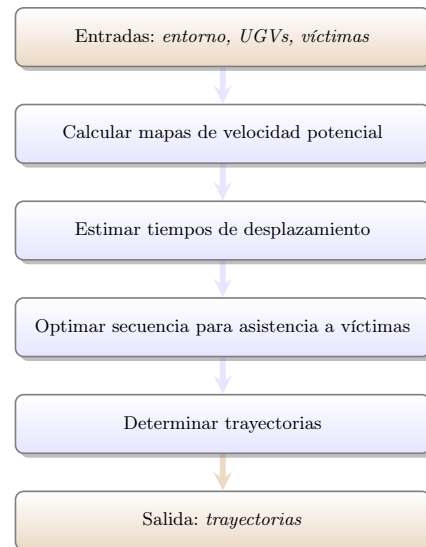 Entradas: entorno, UGVs, víctimas
Calcular mapas de velocidad potencial
Estimar tiempos de desplazamiento
Optimar secuencia para asistencia a víctimas
Determinar trayectorias
Salida: trayectorias